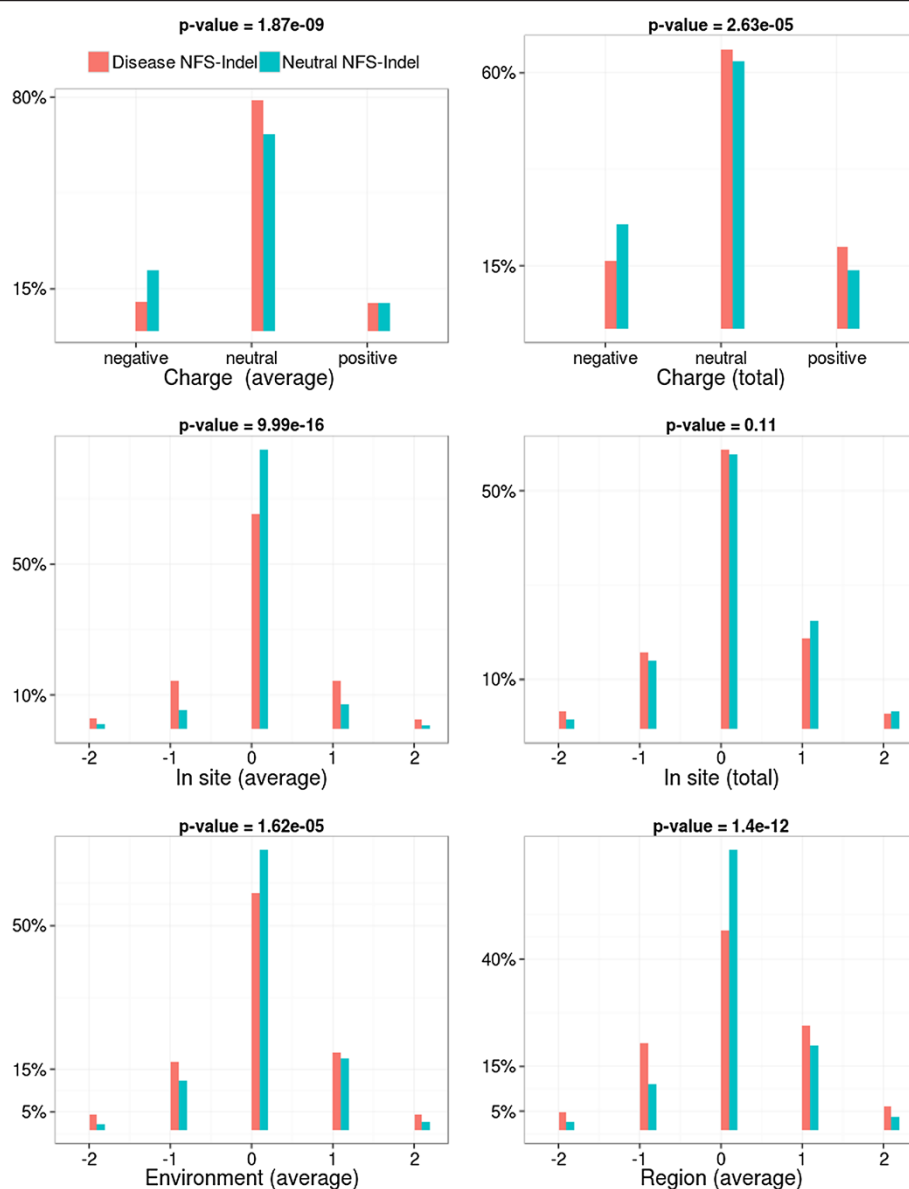 p-value = 1.87e-09
Disease NFS-Indel Neutral NFS-Indel
80%
15%
negative neutral positive
Charge (average)
p-value = 2.63e-05
60%
15%
negative neutral positive
Charge (total)
p-value = 9.99e-16
50%
10%
-2 -1 0 1 2
In site (average)
p-value = 0.11
50%
10%
-2 -1 0 1 2
In site (total)
p-value = 1.62e-05
50%
15%
5%
-2 -1 0 1 2
Environment (average)
p-value = 1.4e-12
40%
15%
5%
-2 -1 0 1 2
Region (average)